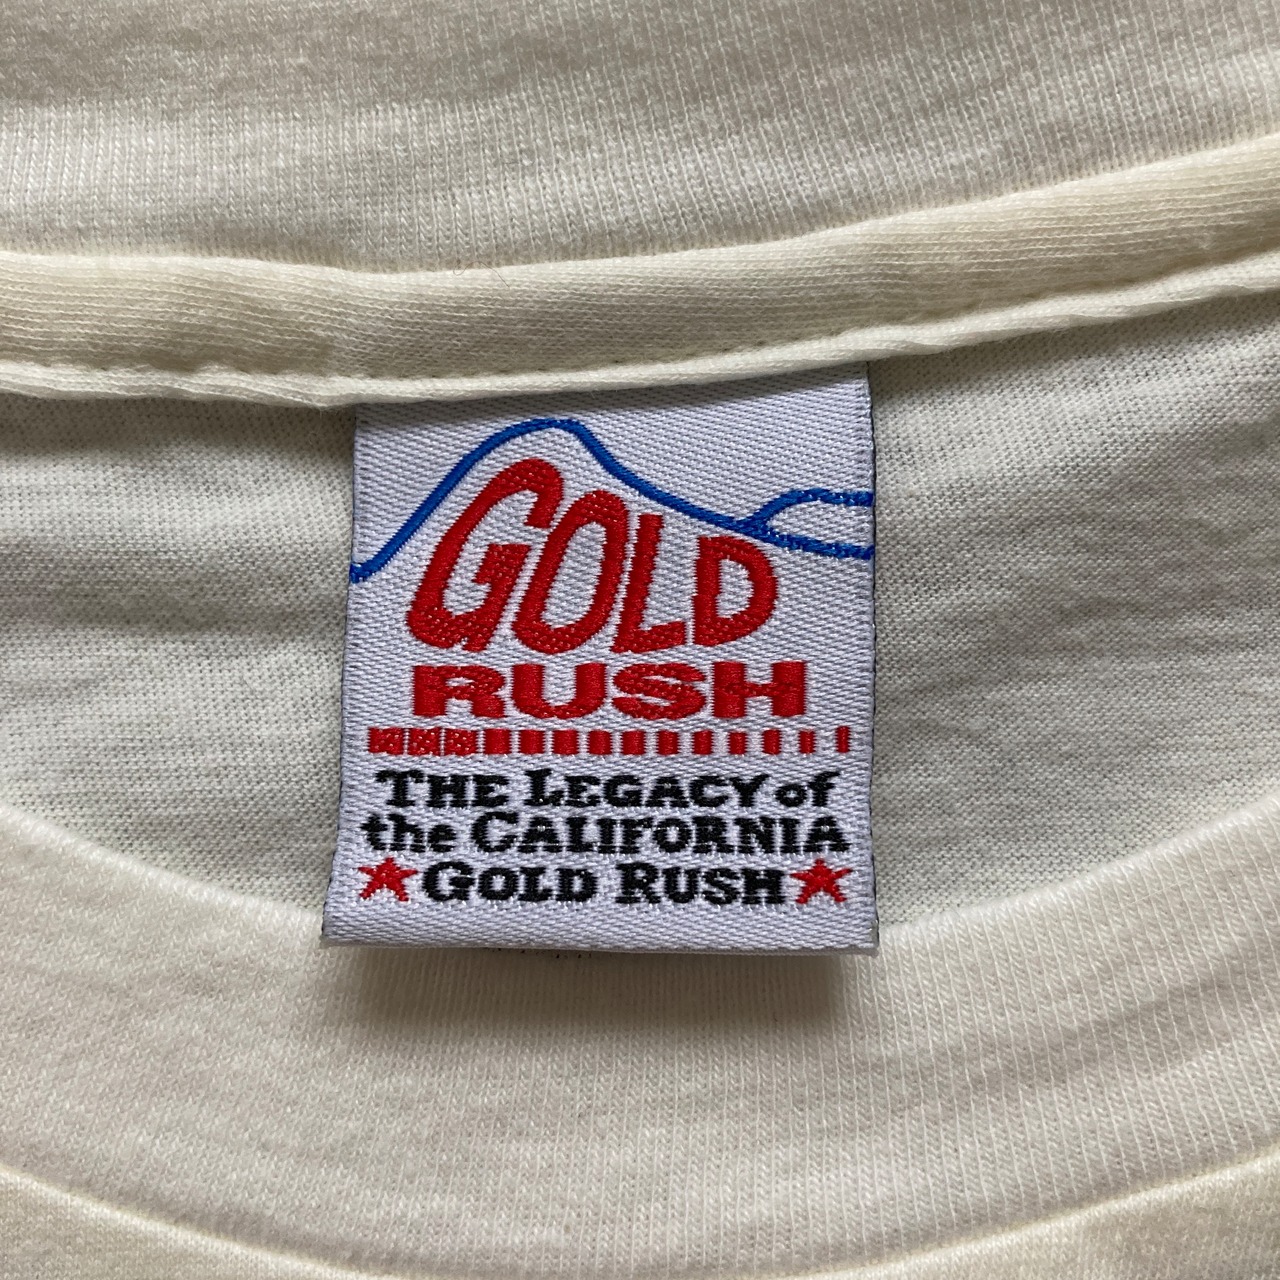 GOLD
RUSH
THE LEGACY of
the CALIFORNIA
GOLD RUSH